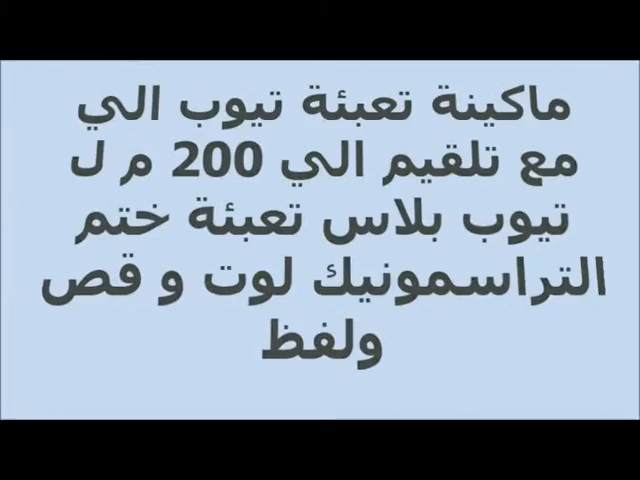 ماكينة تعبئة تيوب الي
مع تلقيم الي 200 م ل
تيوب بلاس تعبئة ختم
التراسمونيك لوت و قص
ولفظ